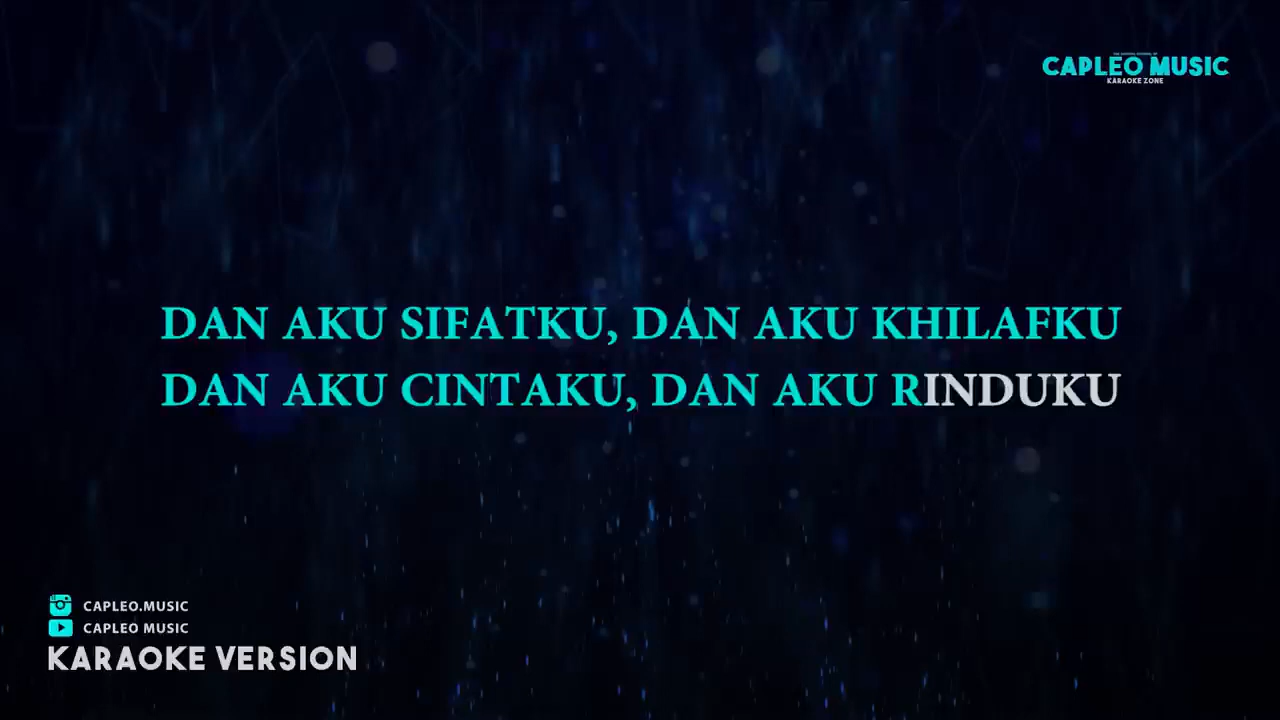 CAPLEO MUSIC
KARAOKE ZONE
DAN AKU SIFATKU, DAN AKU KHILAFKU
DAN AKU CINTAKU, DAN AKU RINDUKU
CAPLEO.MUSIC
CAPLEO MUSIC
KARAOKE VERSION